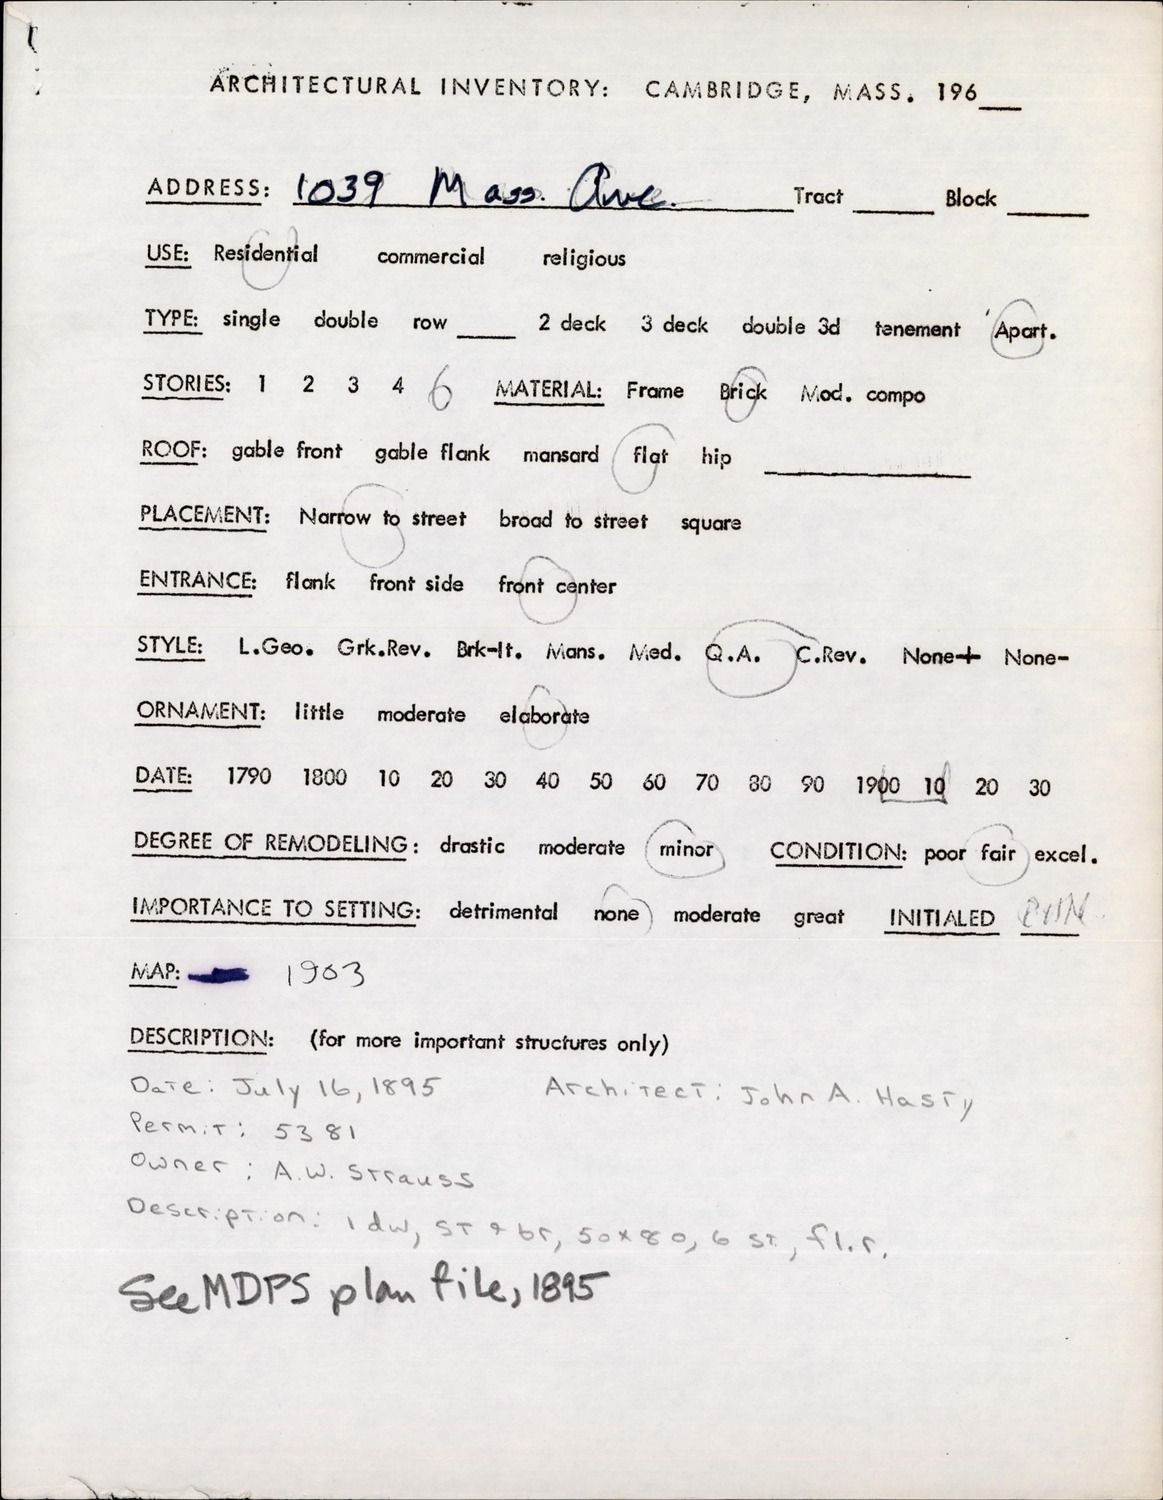 ARCHITECTURAL INVENTORY: CAMBRIDGE, MASS. 196___
ADDRESS: 1039 Mass. Ave. Tract ______ Block ______
USE: Residential commercial religious
TYPE: single double row ____ 2 deck 3 deck double 3d tenement Apart.
STORIES: 1 2 3 4 6 MATERIAL: Frame Brick Mod. compo
ROOF: gable front gable flank mansard flat hip ______________
PLACEMENT: Narrow to street broad to street square
ENTRANCE: flank front side front center
STYLE: L.Geo. Grk.Rev. Brk-It. Mans. Med. Q.A. C.Rev. None+ None-
ORNAMENT: little moderate elaborate
DATE: 1790 1800 10 20 30 40 50 60 70 80 90 1900 10 20 30
DEGREE OF REMODELING: drastic moderate minor CONDITION: poor fair excel.
IMPORTANCE TO SETTING: detrimental none moderate great INITIALED
MAP: 1903
DESCRIPTION: (for more important structures only)
Date: July 16, 1895 Architect: John A. Hasty
Permit: 5381
Owner: A.W. Strauss
Description: 1 dw, st & br, 50x80, 6 st, fl.r.
See MDPS plan file, 1895